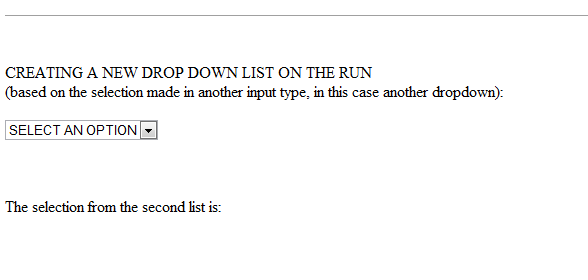 CREATING A NEW DROP DOWN LIST ON THE RUN
(based on the selection made in another input type, in this case another dropdown):
SELECT AN OPTION
The selection from the second list is: